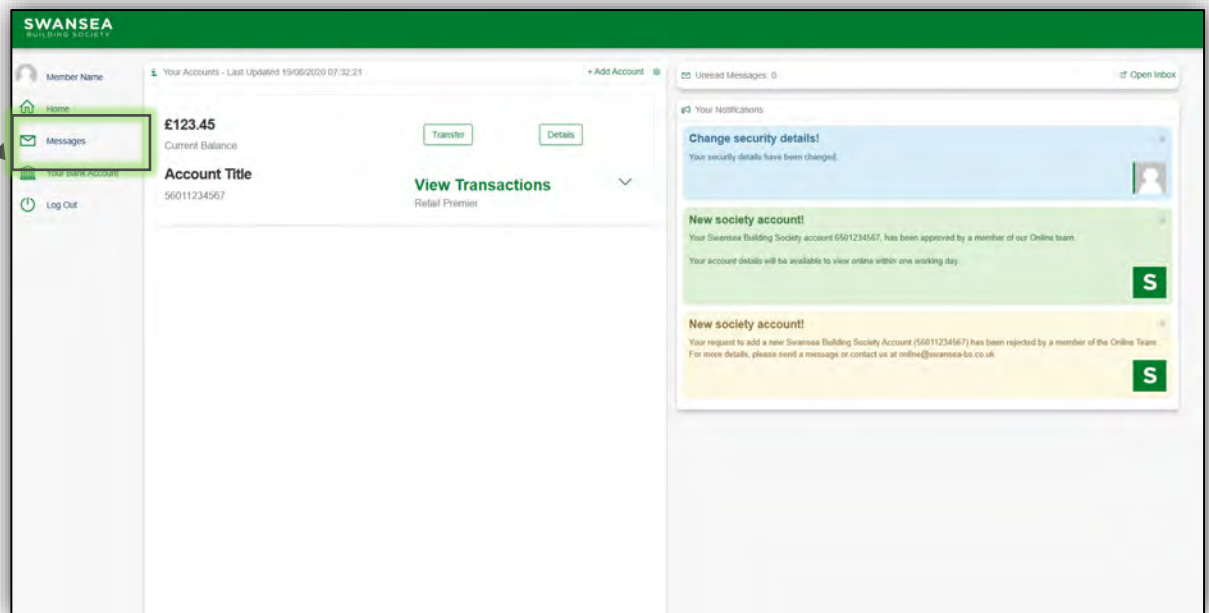 SWANSEA
BUILDING SOCIETY
Member Name
Home
Messages
Your Bank Account
Log Out
Your Accounts - Last Updated 19/08/2020 07:32:21
+ Add Account
£123.45
Current Balance
Transfer
Details
Account Title
56011234567
View Transactions
Retail Premier
Unread Messages: 0
Open Inbox
Your Notifications
Change security details!
Your security details have been changed.
New society account!
Your Swansea Building Society account 6501234567, has been approved by a member of our Online team.
Your account details will be available to view online within one working day.
S
New society account!
Your request to add a new Swansea Building Society Account (56011234567) has been rejected by a member of the Online Team.
For more details, please send a message or contact us at online@swansea-bs.co.uk
S